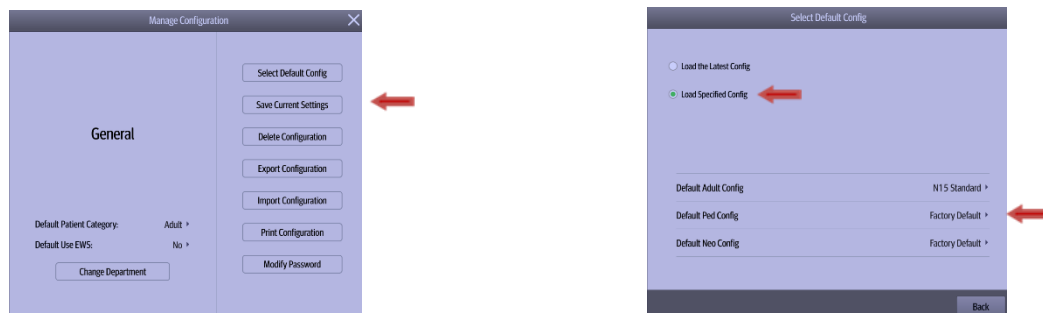 Manage Configuration
General
Default Patient Category: Adult
Default Use EWS: No
Change Department
Select Default Config
Save Current Settings
Delete Configuration
Export Configuration
Import Configuration
Print Configuration
Modify Password
Select Default Config
Load the Latest Config
Load Specified Config
Default Adult Config N15 Standard
Default Ped Config Factory Default
Default Neo Config Factory Default
Back